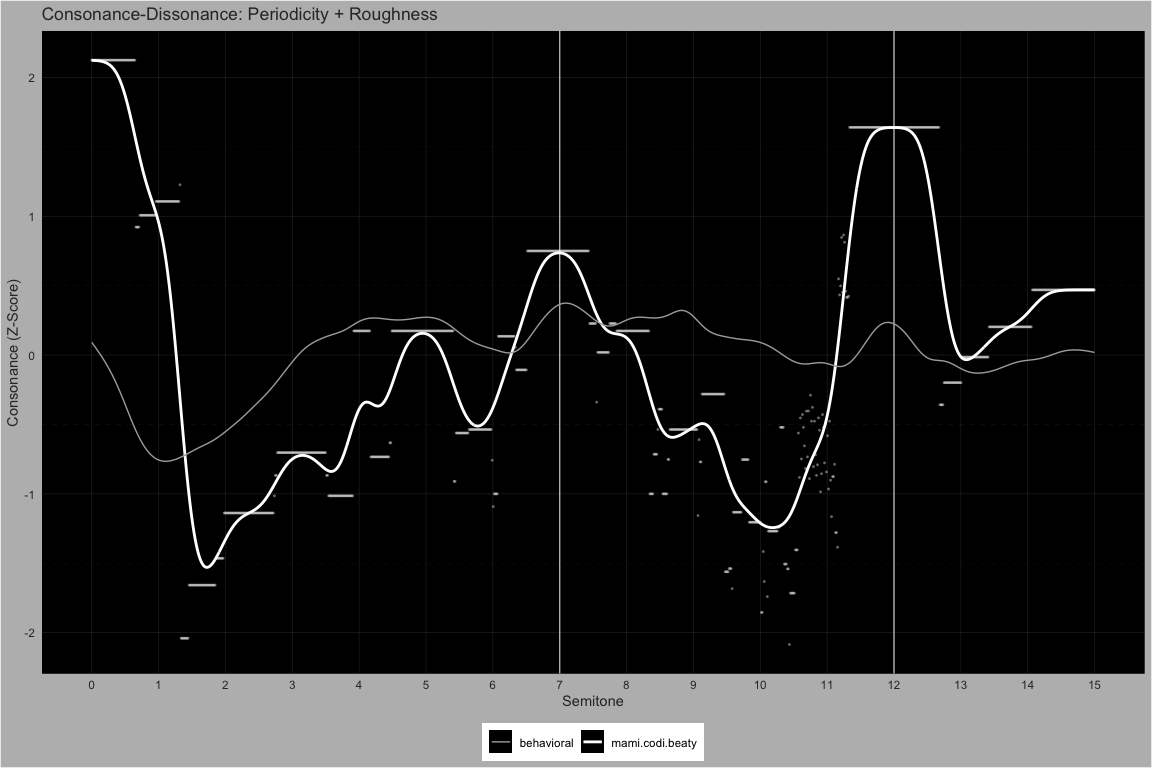 Consonance-Dissonance: Periodicity + Roughness
Consonance (Z-Score)
2
1
0
-1
-2
0 1 2 3 4 5 6 7 8 9 10 11 12 13 14 15
Semitone
behavioral mami.codi.beaty